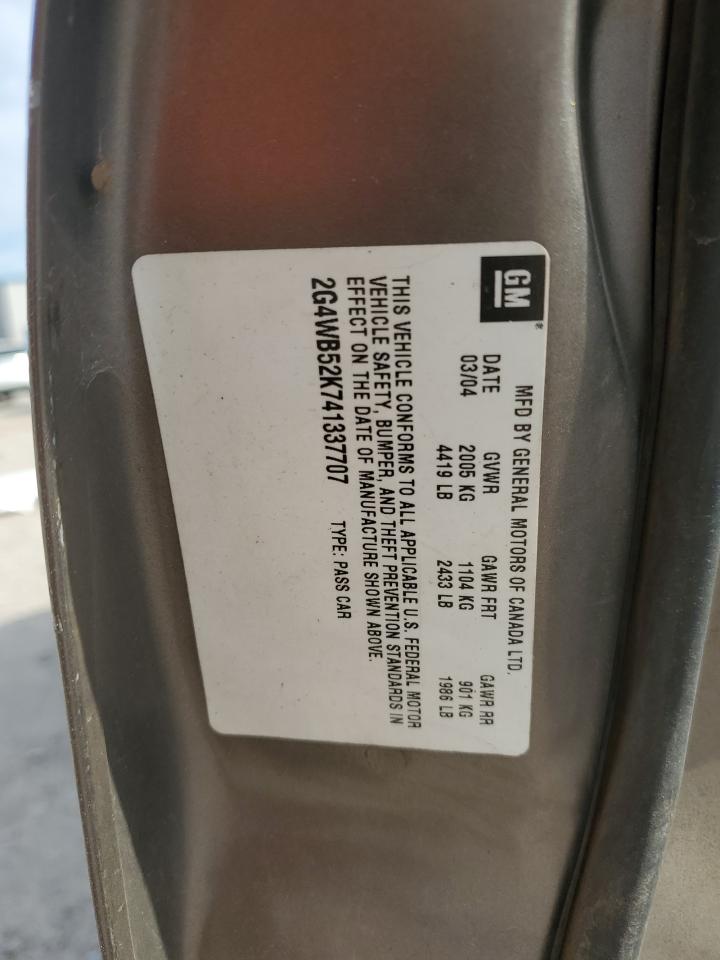 GM
MFD BY GENERAL MOTORS OF CANADA LTD.
DATE GVWR GAWR FRT GAWR RR
03/04 2005 KG 1104 KG 901 KG
4419 LB 2433 LB 1986 LB
THIS VEHICLE CONFORMS TO ALL APPLICABLE U.S. FEDERAL MOTOR
VEHICLE SAFETY, BUMPER, AND THEFT PREVENTION STANDARDS IN
EFFECT ON THE DATE OF MANUFACTURE SHOWN ABOVE.
2G4WB52K741337707 TYPE: PASS CAR